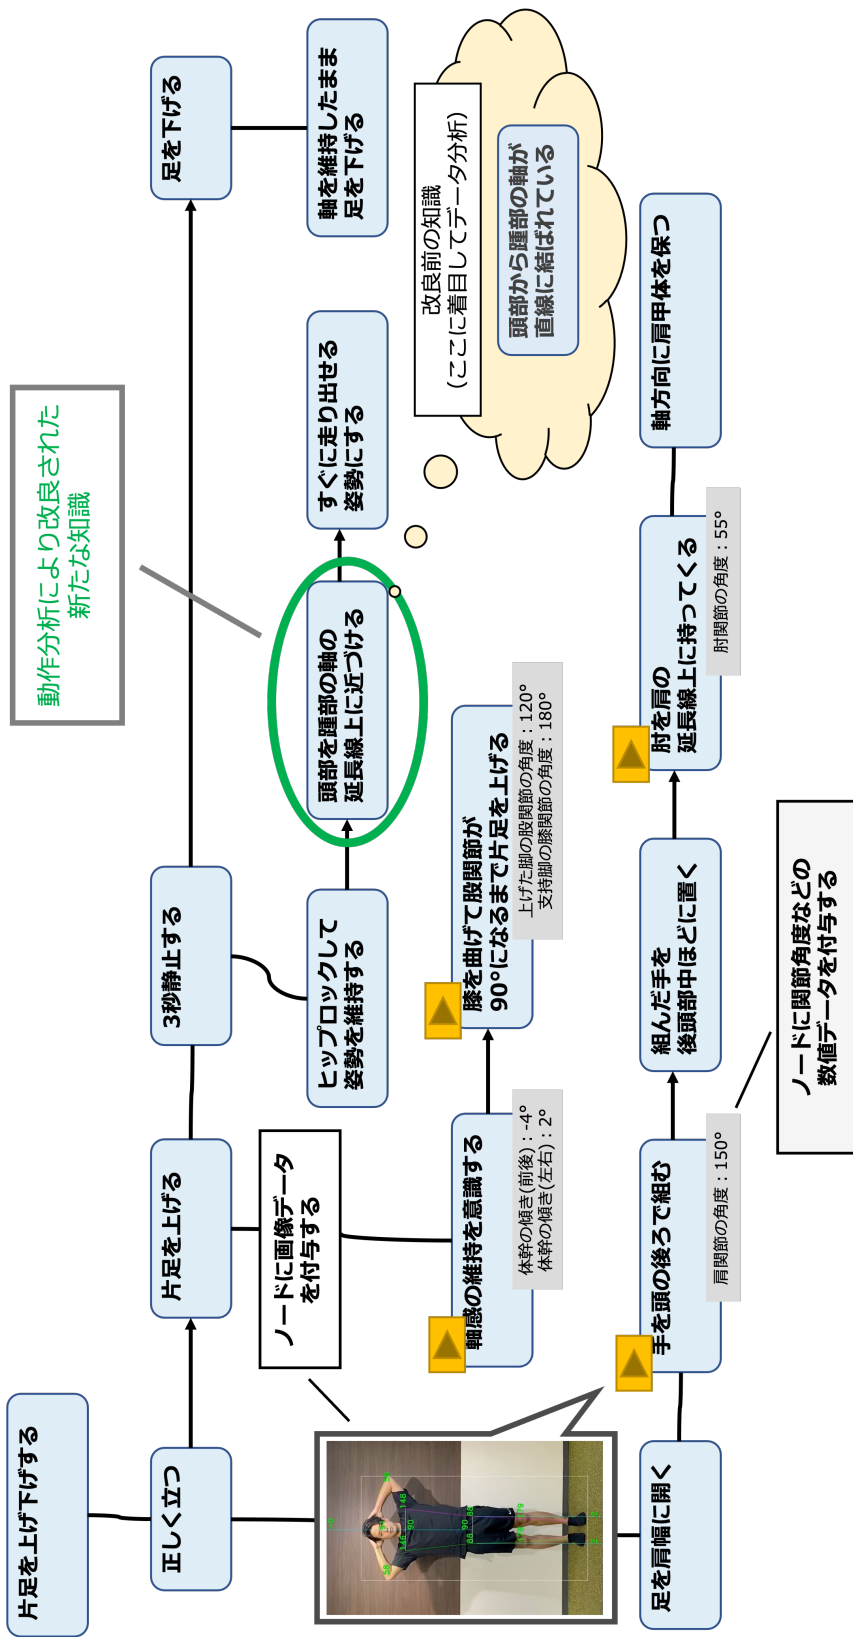 片足を上げ下げする
正しく立つ
片足を上げる
3秒静止する
足を下げる
動作分析により改良された
新たな知識
ノードに画像データ
を付与する
ヒップロックして
姿勢を維持する
頭部を踵部の軸の
延長線上に近づける
すぐに走り出せる
姿勢にする
軸を維持したまま
足を下げる
軸感の維持を意識する
体幹の傾き(前後)：-4°
体幹の傾き(左右)：2°
膝を曲げて股関節が
90°になるまで片足を上げる
上げた脚の股関節の角度：120°
支持脚の膝関節の角度：180°
改良前の知識
（ここに着目してデータ分析）
頭部から踵部の軸が
直線に結ばれている
足を肩幅に開く
手を頭の後ろで組む
肩関節の角度：150°
組んだ手を
後頭部中ほどに置く
肘を肩の
延長線上に持ってくる
肘関節の角度：55°
軸方向に肩甲体を保つ
ノードに関節角度などの
数値データを付与する
58
146
148
90
88
90
88
179